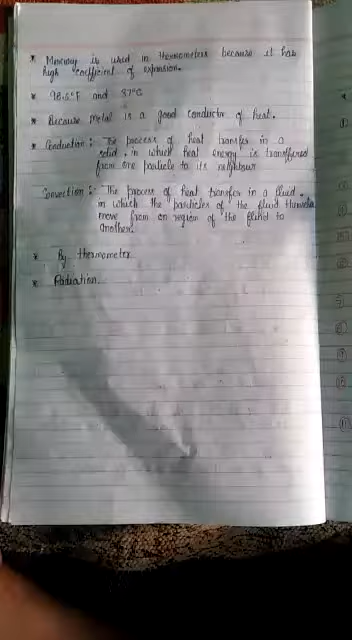 * Mercury is used in thermometers because it has
high coefficient of expansion.
* 98.6°F and 37°C
* Because metal is a good conductor of heat.
* Conduction: The process of heat transfer in a
solid. in which heat energy is transffered
from one particle to its neighbour
Convection: The process of heat transfer in a fluid.
in which the particles of the fluid
move from on region of the fluid to
another.
* By thermometer
* Radiation